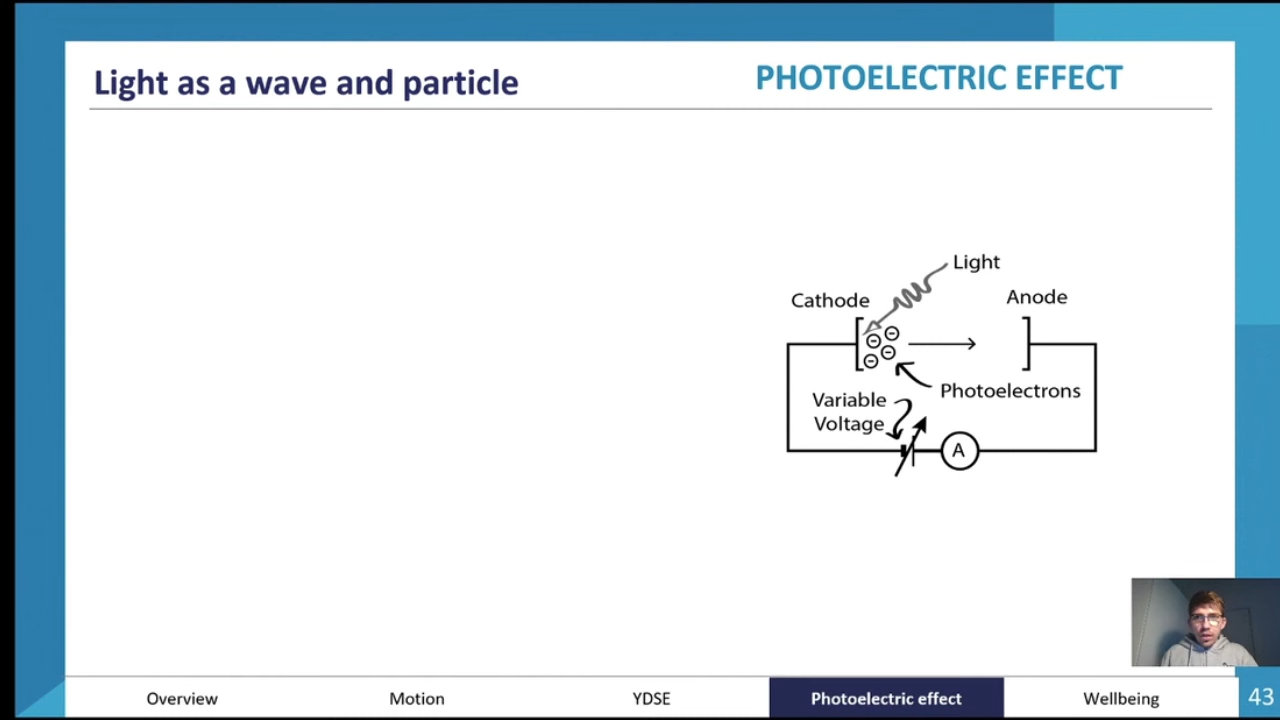 Light as a wave and particle
PHOTOELECTRIC EFFECT
Light
Cathode
Anode
Photoelectrons
Variable
Voltage
A
Overview
Motion
YDSE
Photoelectric effect
Wellbeing
43